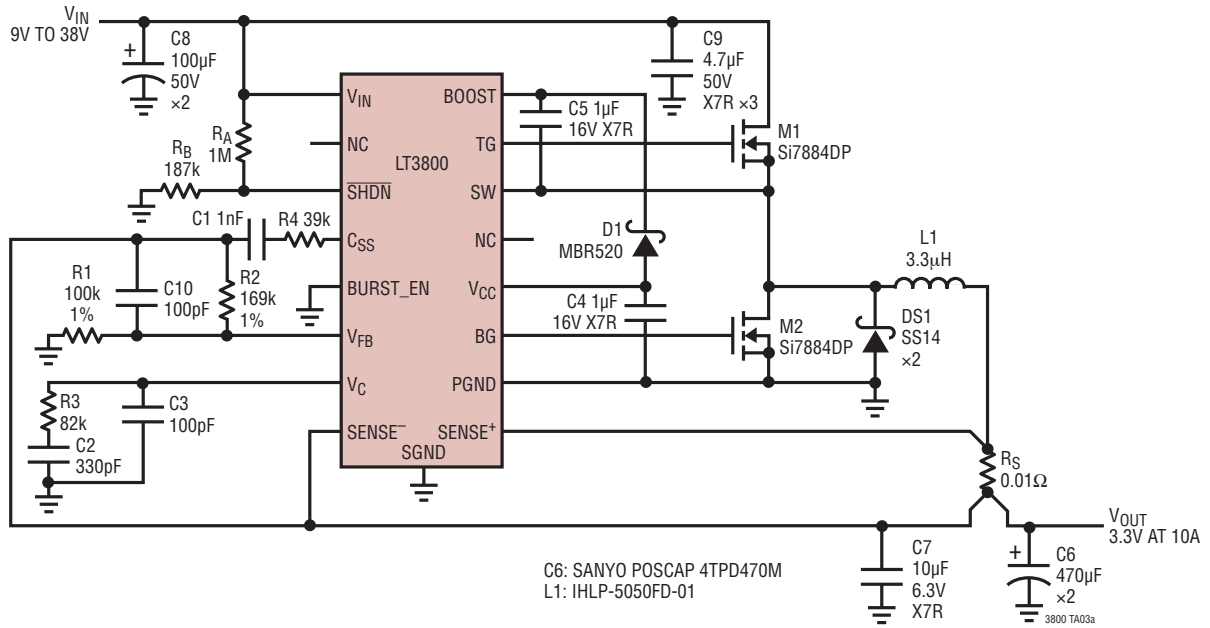 VIN
9V TO 38V
C8
100µF
50V
×2
+
RA
1M
RB
187k
C1 1nF
R4 39k
R1
100k
1%
C10
100pF
R2
169k
1%
R3
82k
C2
330pF
C3
100pF
LT3800
VIN
NC
SHDN
CSS
BURST_EN
VFB
VC
SENSE–
SGND
BOOST
TG
SW
NC
VCC
BG
PGND
SENSE+
C5 1µF
16V X7R
D1
MBR520
C4 1µF
16V X7R
C9
4.7µF
50V
X7R ×3
M1
Si7884DP
M2
Si7884DP
L1
3.3µH
DS1
SS14
×2
RS
0.01Ω
VOUT
3.3V AT 10A
C7
10µF
6.3V
X7R
+
C6
470µF
×2
C6: SANYO POSCAP 4TPD470M
L1: IHLP-5050FD-01
3800 TA03a